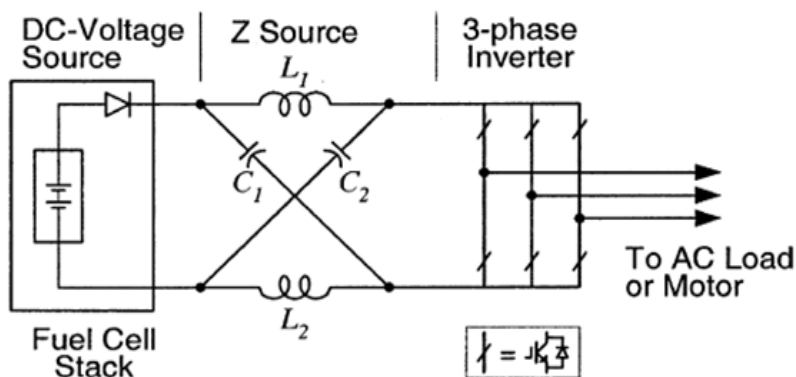 DC-Voltage
Source
Z Source
3-phase
Inverter
L1
C1
C2
L2
To AC Load
or Motor
Fuel Cell
Stack
=